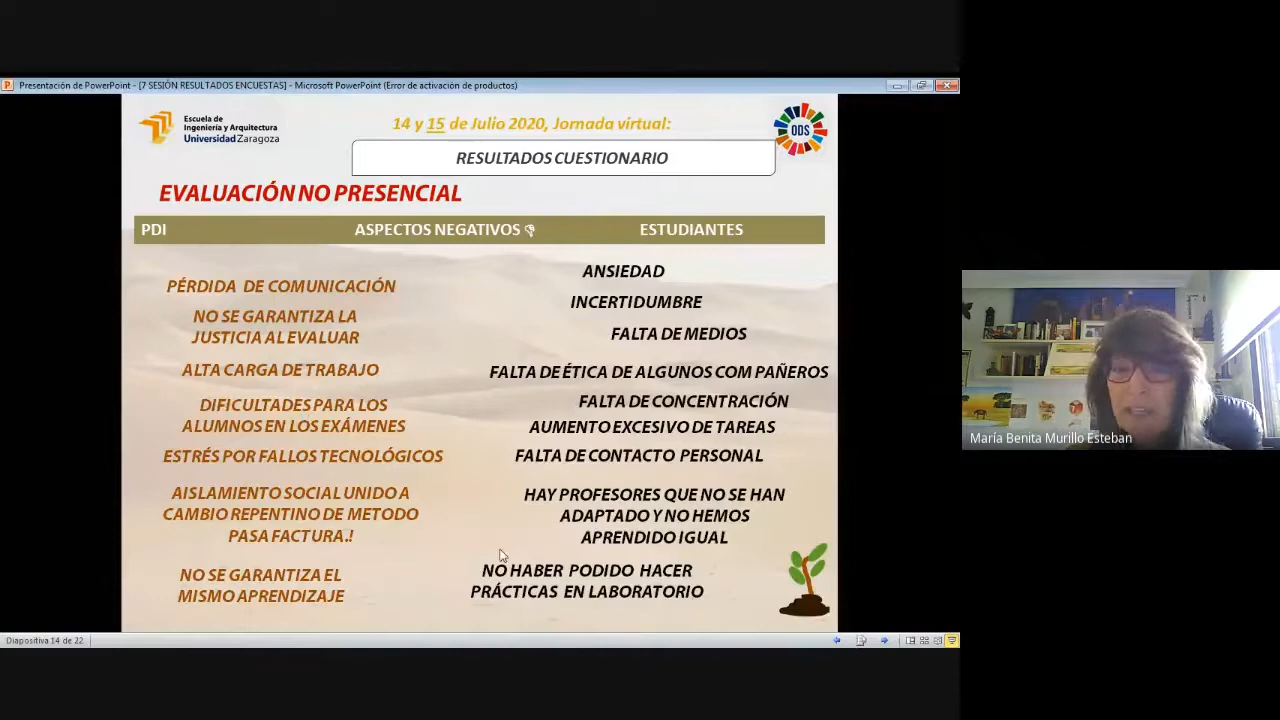 Presentación de PowerPoint - [7 SESIÓN RESULTADOS ENCUESTAS] - Microsoft PowerPoint (Error de activación de productos)
Escuela de
Ingeniería y Arquitectura
Universidad Zaragoza
14 y 15 de Julio 2020, Jornada virtual:
ODS
RESULTADOS CUESTIONARIO
EVALUACIÓN NO PRESENCIAL
PDI
ASPECTOS NEGATIVOS
ESTUDIANTES
PÉRDIDA DE COMUNICACIÓN
NO SE GARANTIZA LA
JUSTICIA AL EVALUAR
ALTA CARGA DE TRABAJO
DIFICULTADES PARA LOS
ALUMNOS EN LOS EXÁMENES
ESTRÉS POR FALLOS TECNOLÓGICOS
AISLAMIENTO SOCIAL UNIDO A
CAMBIO REPENTINO DE METODO
PASA FACTURA.!
NO SE GARANTIZA EL
MISMO APRENDIZAJE
ANSIEDAD
INCERTIDUMBRE
FALTA DE MEDIOS
FALTA DE ÉTICA DE ALGUNOS COM PAÑEROS
FALTA DE CONCENTRACIÓN
AUMENTO EXCESIVO DE TAREAS
FALTA DE CONTACTO PERSONAL
HAY PROFESORES QUE NO SE HAN
ADAPTADO Y NO HEMOS
APRENDIDO IGUAL
NO HABER PODIDO HACER
PRÁCTICAS EN LABORATORIO
María Benita Murillo Esteban
Diapositiva 14 de 22